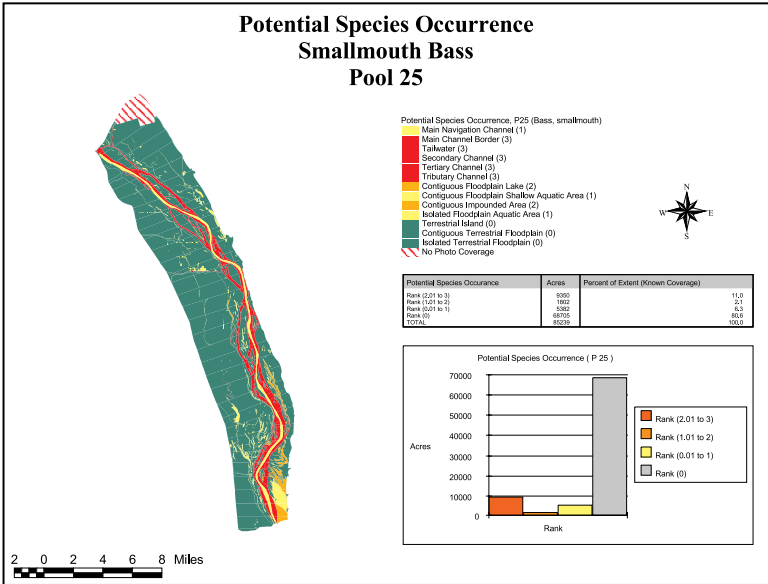 Potential Species Occurrence
Smallmouth Bass
Pool 25
Potential Species Occurrence, P25 (Bass, smallmouth)
Main Navigation Channel (1)
Main Channel Border (3)
Tailwater (3)
Secondary Channel (3)
Tertiary Channel (3)
Tributary Channel (3)
Contiguous Floodplain Lake (2)
Contiguous Floodplain Shallow Aquatic Area (1)
Contiguous Impounded Area (2)
Isolated Floodplain Aquatic Area (1)
Terrestrial Island (0)
Contiguous Terrestrial Floodplain (0)
Isolated Terrestrial Floodplain (0)
No Photo Coverage
N
W E
S
Potential Species Occurance Acres Percent of Extent (Known Coverage)
Rank (2.01 to 3) 9350 11.0
Rank (1.01 to 2) 1802 2.1
Rank (0.01 to 1) 5382 6.3
Rank (0) 68705 80.6
TOTAL 85239 100.0
Potential Species Occurrence ( P 25 )
70000
60000
50000
40000
30000
20000
10000
0
Acres
Rank
Rank (2.01 to 3)
Rank (1.01 to 2)
Rank (0.01 to 1)
Rank (0)
2 0 2 4 6 8 Miles